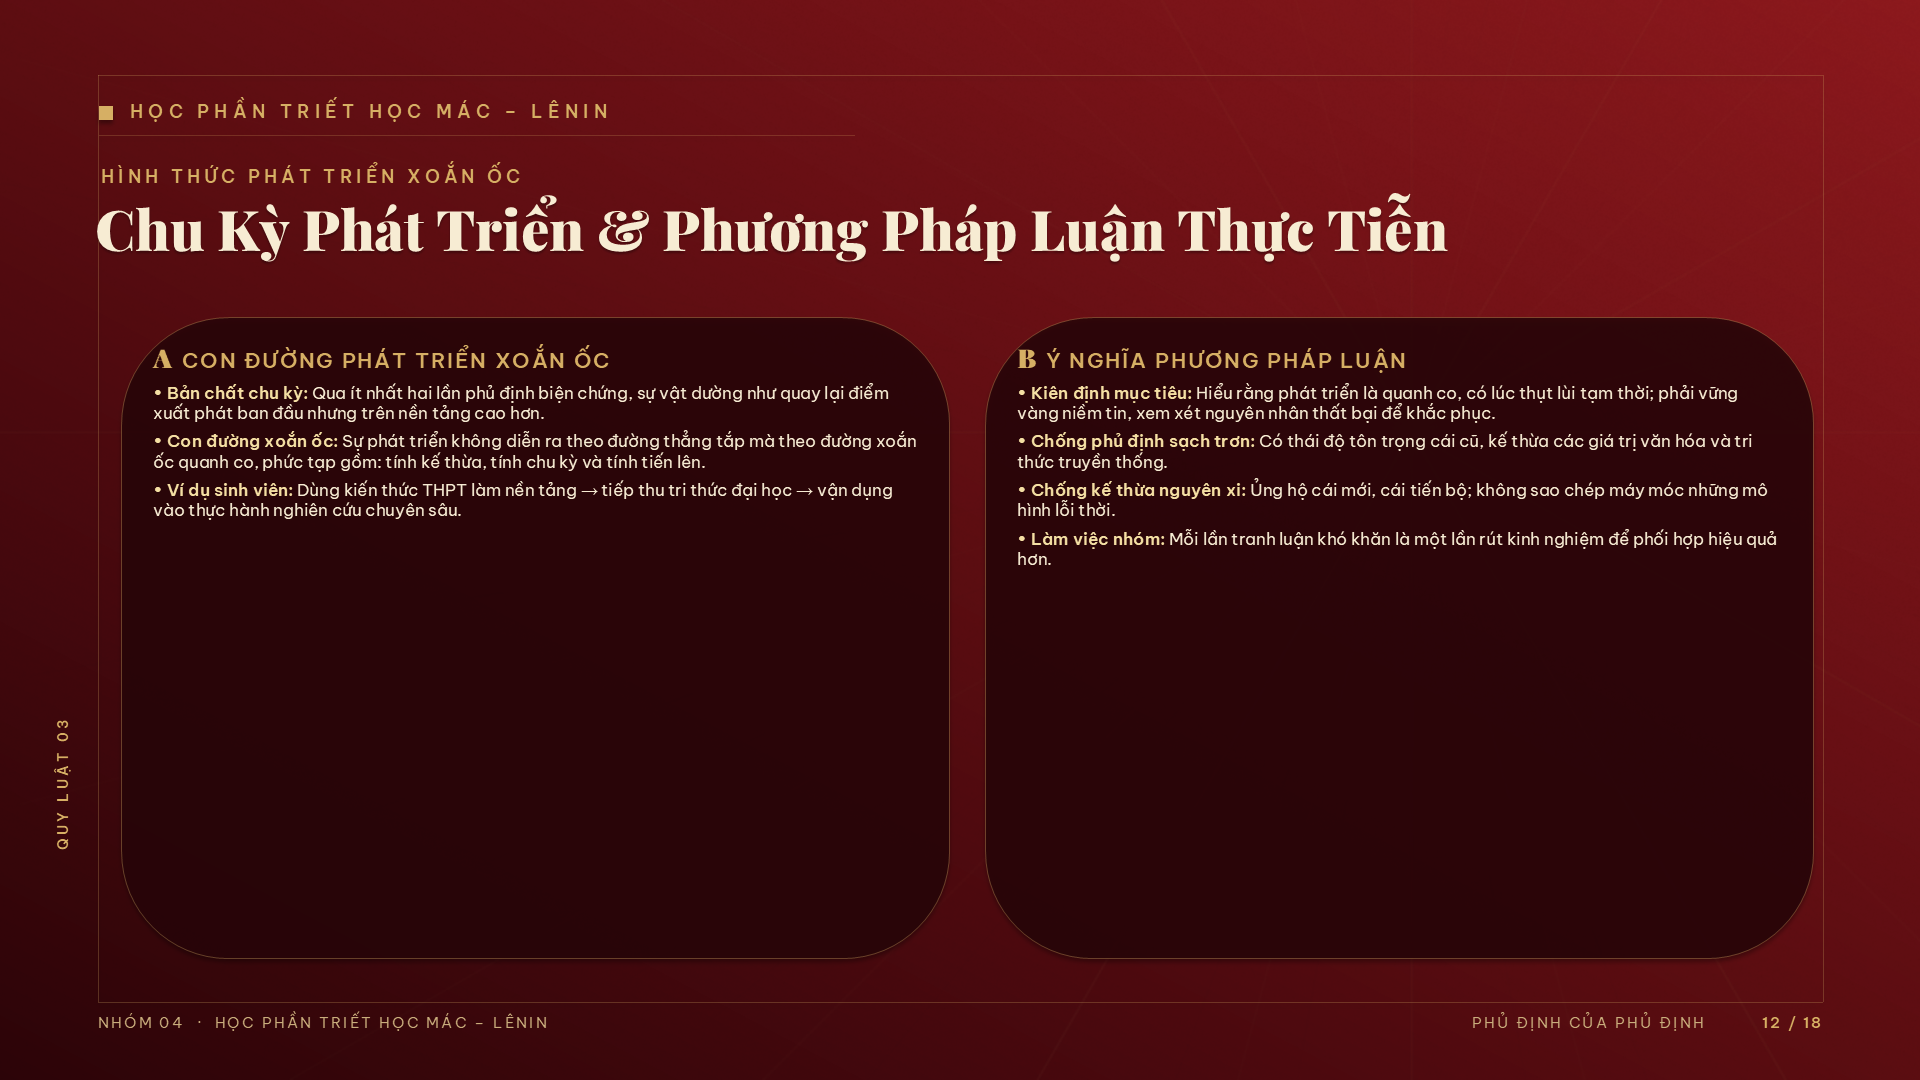 HỌC PHẦN TRIẾT HỌC MÁC – LÊNIN
HÌNH THỨC PHÁT TRIỂN XOẮN ỐC
Chu Kỳ Phát Triển & Phương Pháp Luận Thực Tiễn
A CON ĐƯỜNG PHÁT TRIỂN XOẮN ỐC
• Bản chất chu kỳ: Qua ít nhất hai lần phủ định biện chứng, sự vật dường như quay lại điểm
xuất phát ban đầu nhưng trên nền tảng cao hơn.
• Con đường xoắn ốc: Sự phát triển không diễn ra theo đường thẳng tắp mà theo đường xoắn
ốc quanh co, phức tạp gồm: tính kế thừa, tính chu kỳ và tính tiến lên.
• Ví dụ sinh viên: Dùng kiến thức THPT làm nền tảng → tiếp thu tri thức đại học → vận dụng
vào thực hành nghiên cứu chuyên sâu.
B Ý NGHĨA PHƯƠNG PHÁP LUẬN
• Kiên định mục tiêu: Hiểu rằng phát triển là quanh co, có lúc thụt lùi tạm thời; phải vững
vàng niềm tin, xem xét nguyên nhân thất bại để khắc phục.
• Chống phủ định sạch trơn: Có thái độ tôn trọng cái cũ, kế thừa các giá trị văn hóa và tri
thức truyền thống.
• Chống kế thừa nguyên xi: Ủng hộ cái mới, cái tiến bộ; không sao chép máy móc những mô
hình lỗi thời.
• Làm việc nhóm: Mỗi lần tranh luận khó khăn là một lần rút kinh nghiệm để phối hợp hiệu quả
hơn.
QUY LUẬT 03
NHÓM 04 · HỌC PHẦN TRIẾT HỌC MÁC – LÊNIN
PHỦ ĐỊNH CỦA PHỦ ĐỊNH 12 / 18